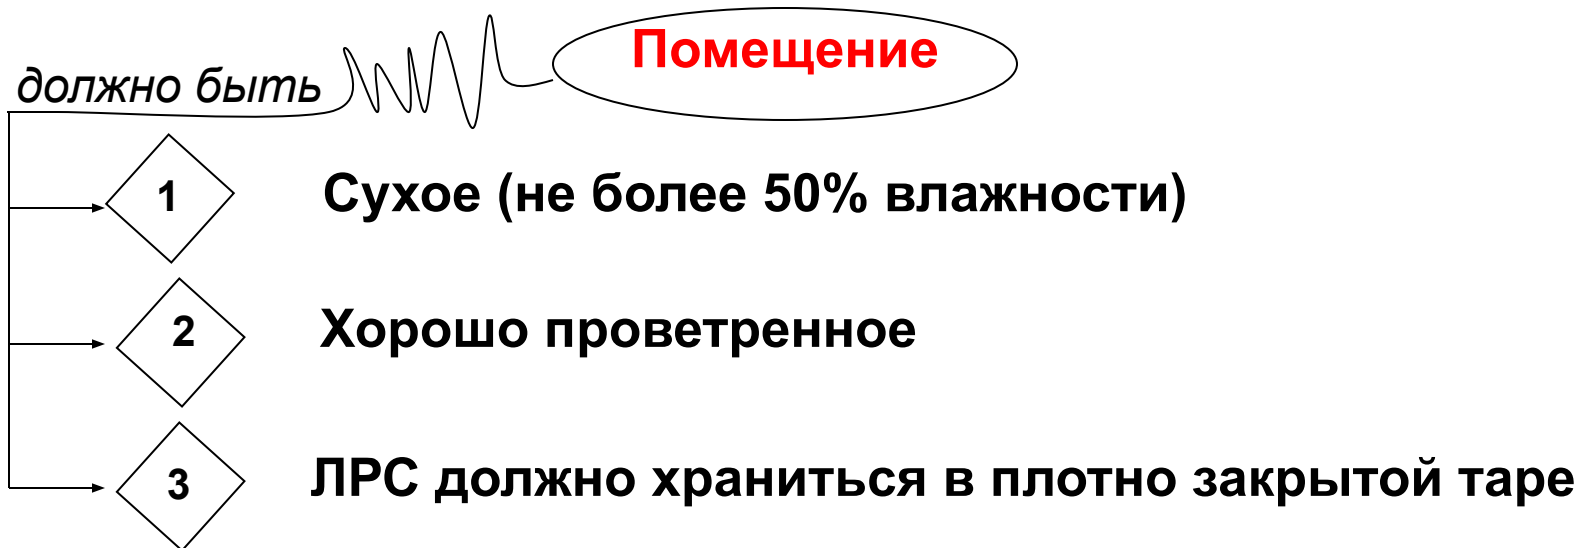 Помещение
должно быть
1 Сухое (не более 50% влажности)
2 Хорошо проветренное
3 ЛРС должно храниться в плотно закрытой таре